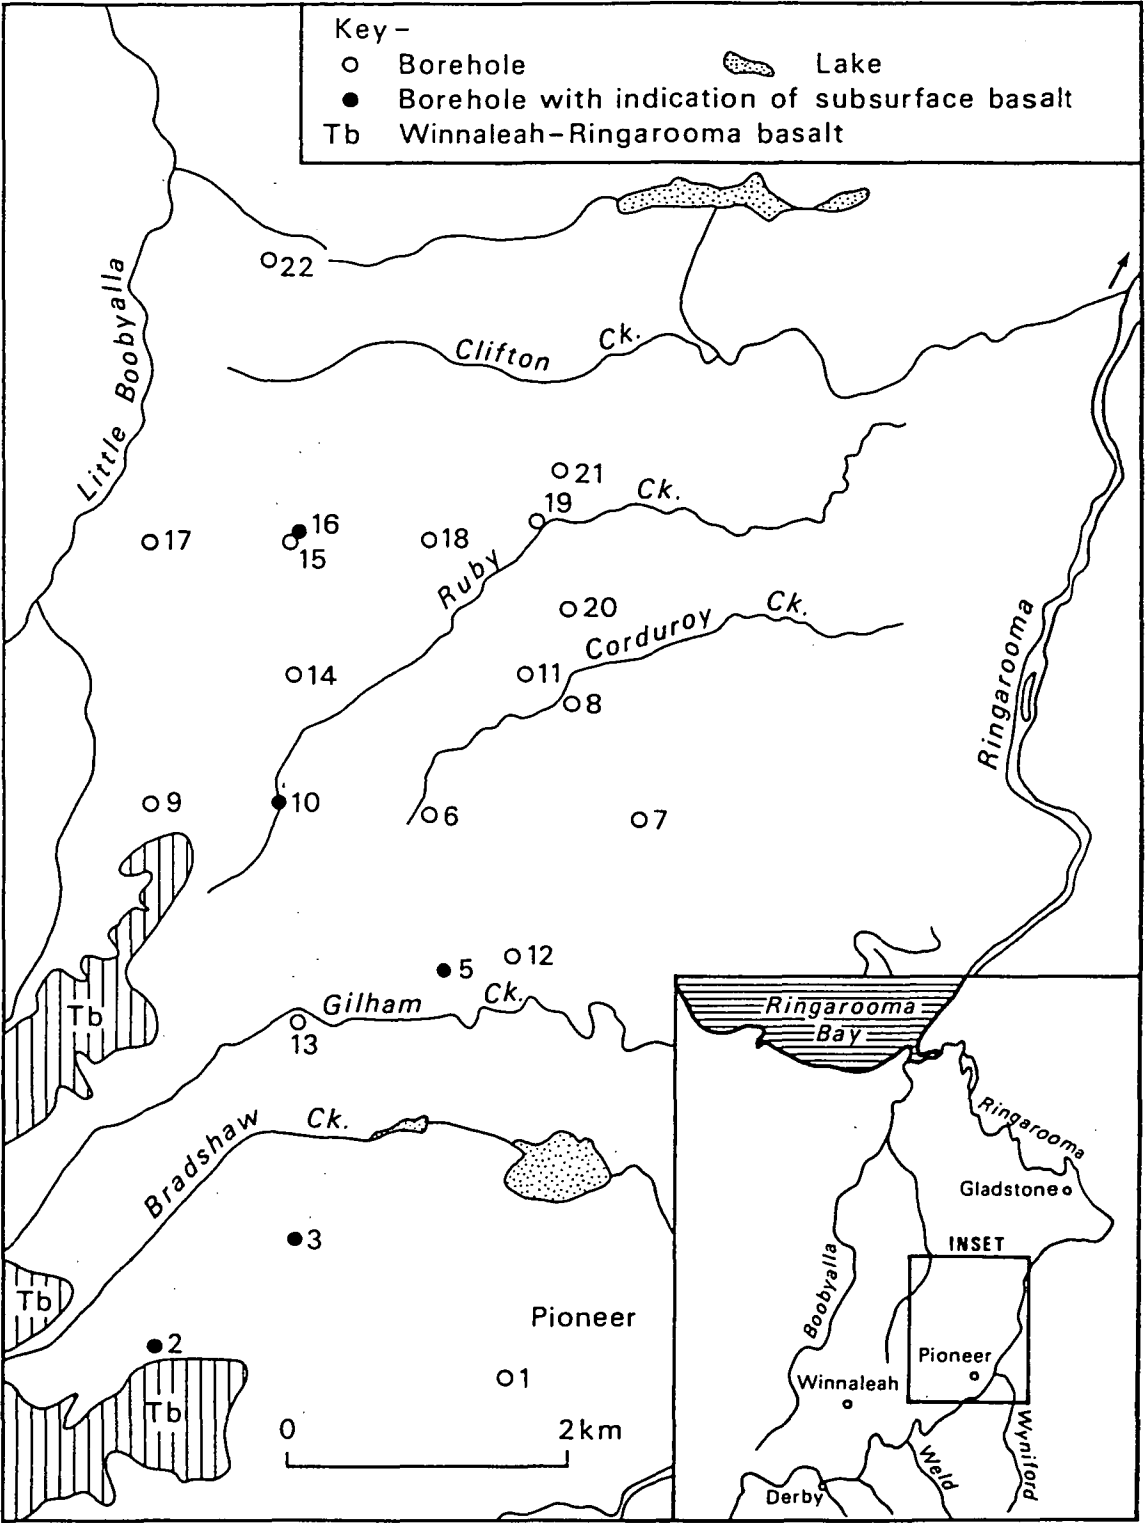 Key –
Borehole
Lake
Borehole with indication of subsurface basalt
Tb Winnaleah–Ringarooma basalt
22
Little Boobyalla
Clifton Ck.
21
19
Ck.
16
17
15
18
Ruby
20
Ck.
Corduroy
Ringarooma
14
11
8
9
10
6
7
12
5
Tb
Gilham Ck.
13
Ringarooma
Bay
Bradshaw Ck.
Ringarooma
Gladstone
3
INSET
Boobyalla
Tb
Pioneer
2
Pioneer
1
Winnaleah
Tb
0 2km
Wyniford
Weld
Derby